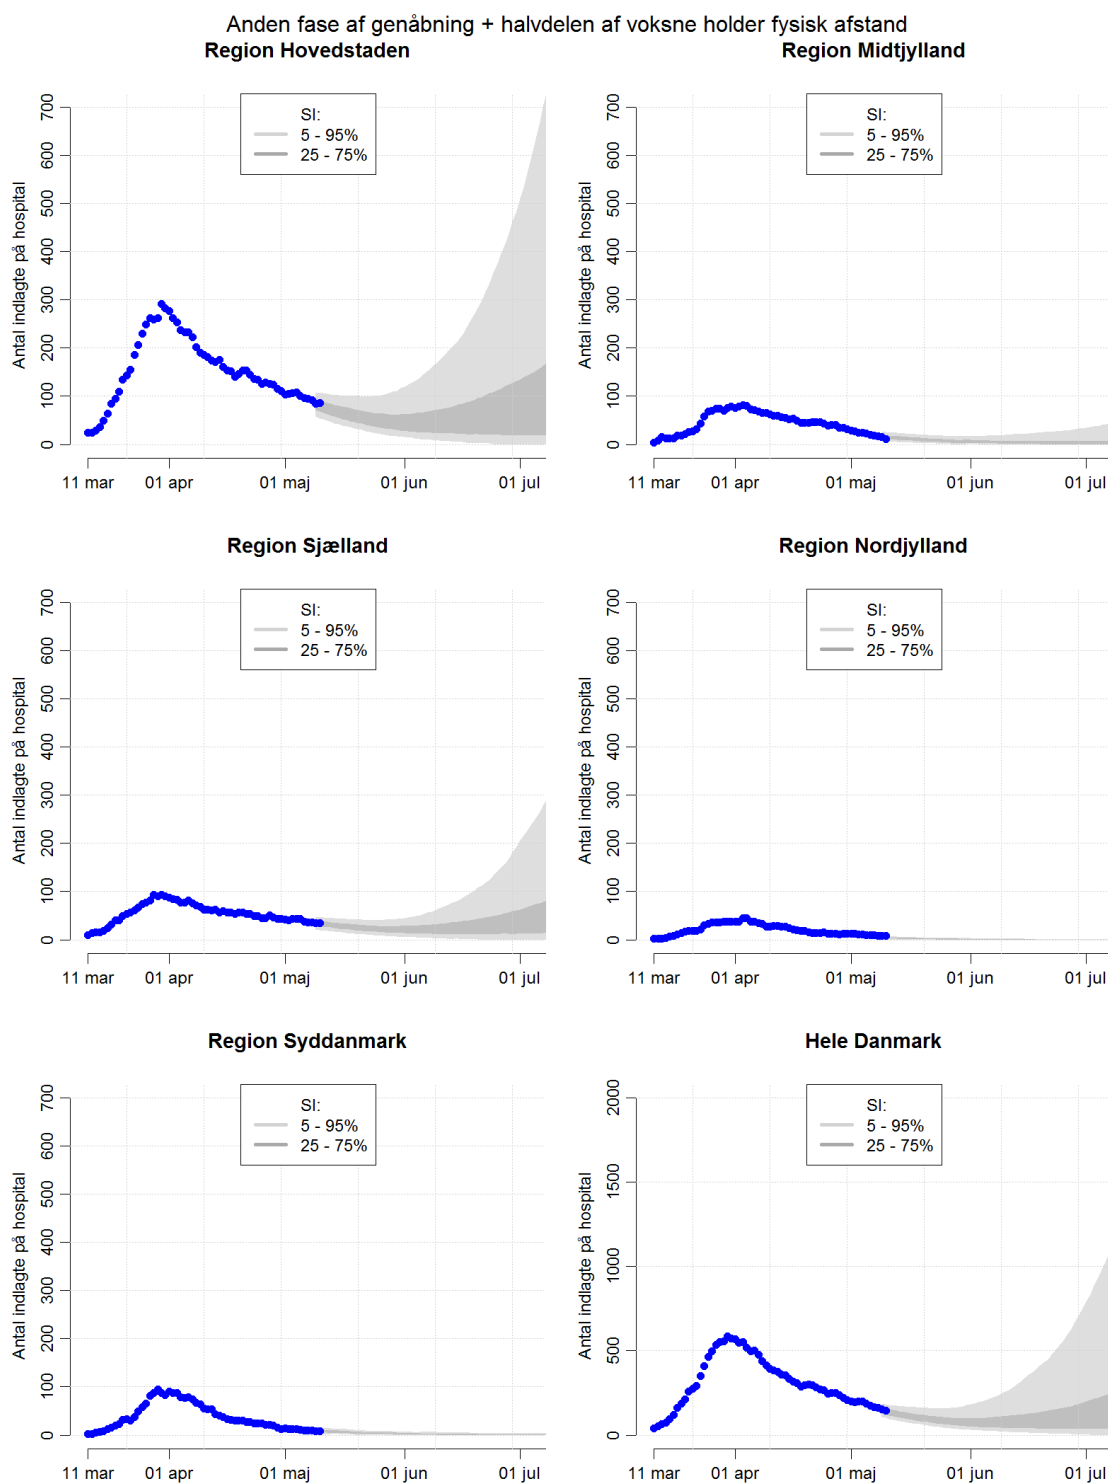 Anden fase af genåbning + halvdelen af voksne holder fysisk afstand
Region Hovedstaden
Antal indlagte på hospital
700
600
500
400
300
200
100
0
SI:
5 - 95%
25 - 75%
11 mar
01 apr
01 maj
01 jun
01 jul
Region Midtjylland
Antal indlagte på hospital
700
600
500
400
300
200
100
0
SI:
5 - 95%
25 - 75%
11 mar
01 apr
01 maj
01 jun
01 jul
Region Sjælland
Antal indlagte på hospital
700
600
500
400
300
200
100
0
SI:
5 - 95%
25 - 75%
11 mar
01 apr
01 maj
01 jun
01 jul
Region Nordjylland
Antal indlagte på hospital
700
600
500
400
300
200
100
0
SI:
5 - 95%
25 - 75%
11 mar
01 apr
01 maj
01 jun
01 jul
Region Syddanmark
Antal indlagte på hospital
700
600
500
400
300
200
100
0
SI:
5 - 95%
25 - 75%
11 mar
01 apr
01 maj
01 jun
01 jul
Hele Danmark
Antal indlagte på hospital
2000
1500
1000
500
0
SI:
5 - 95%
25 - 75%
11 mar
01 apr
01 maj
01 jun
01 jul